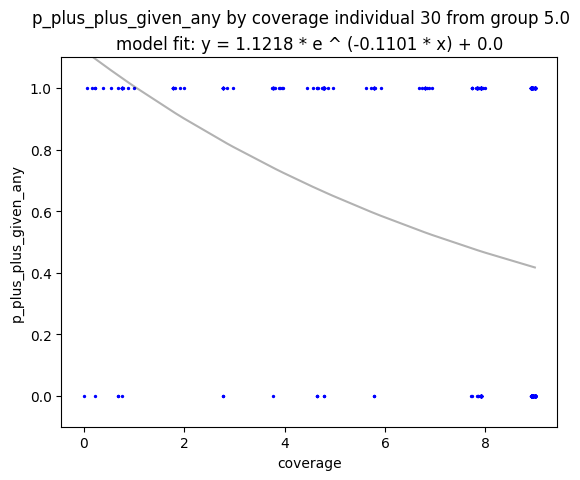 p_plus_plus_given_any by coverage individual 30 from group 5.0
model fit: y = 1.1218 * e ^ (-0.1101 * x) + 0.0
p_plus_plus_given_any
1.0
0.8
0.6
0.4
0.2
0.0
0 2 4 6 8
coverage